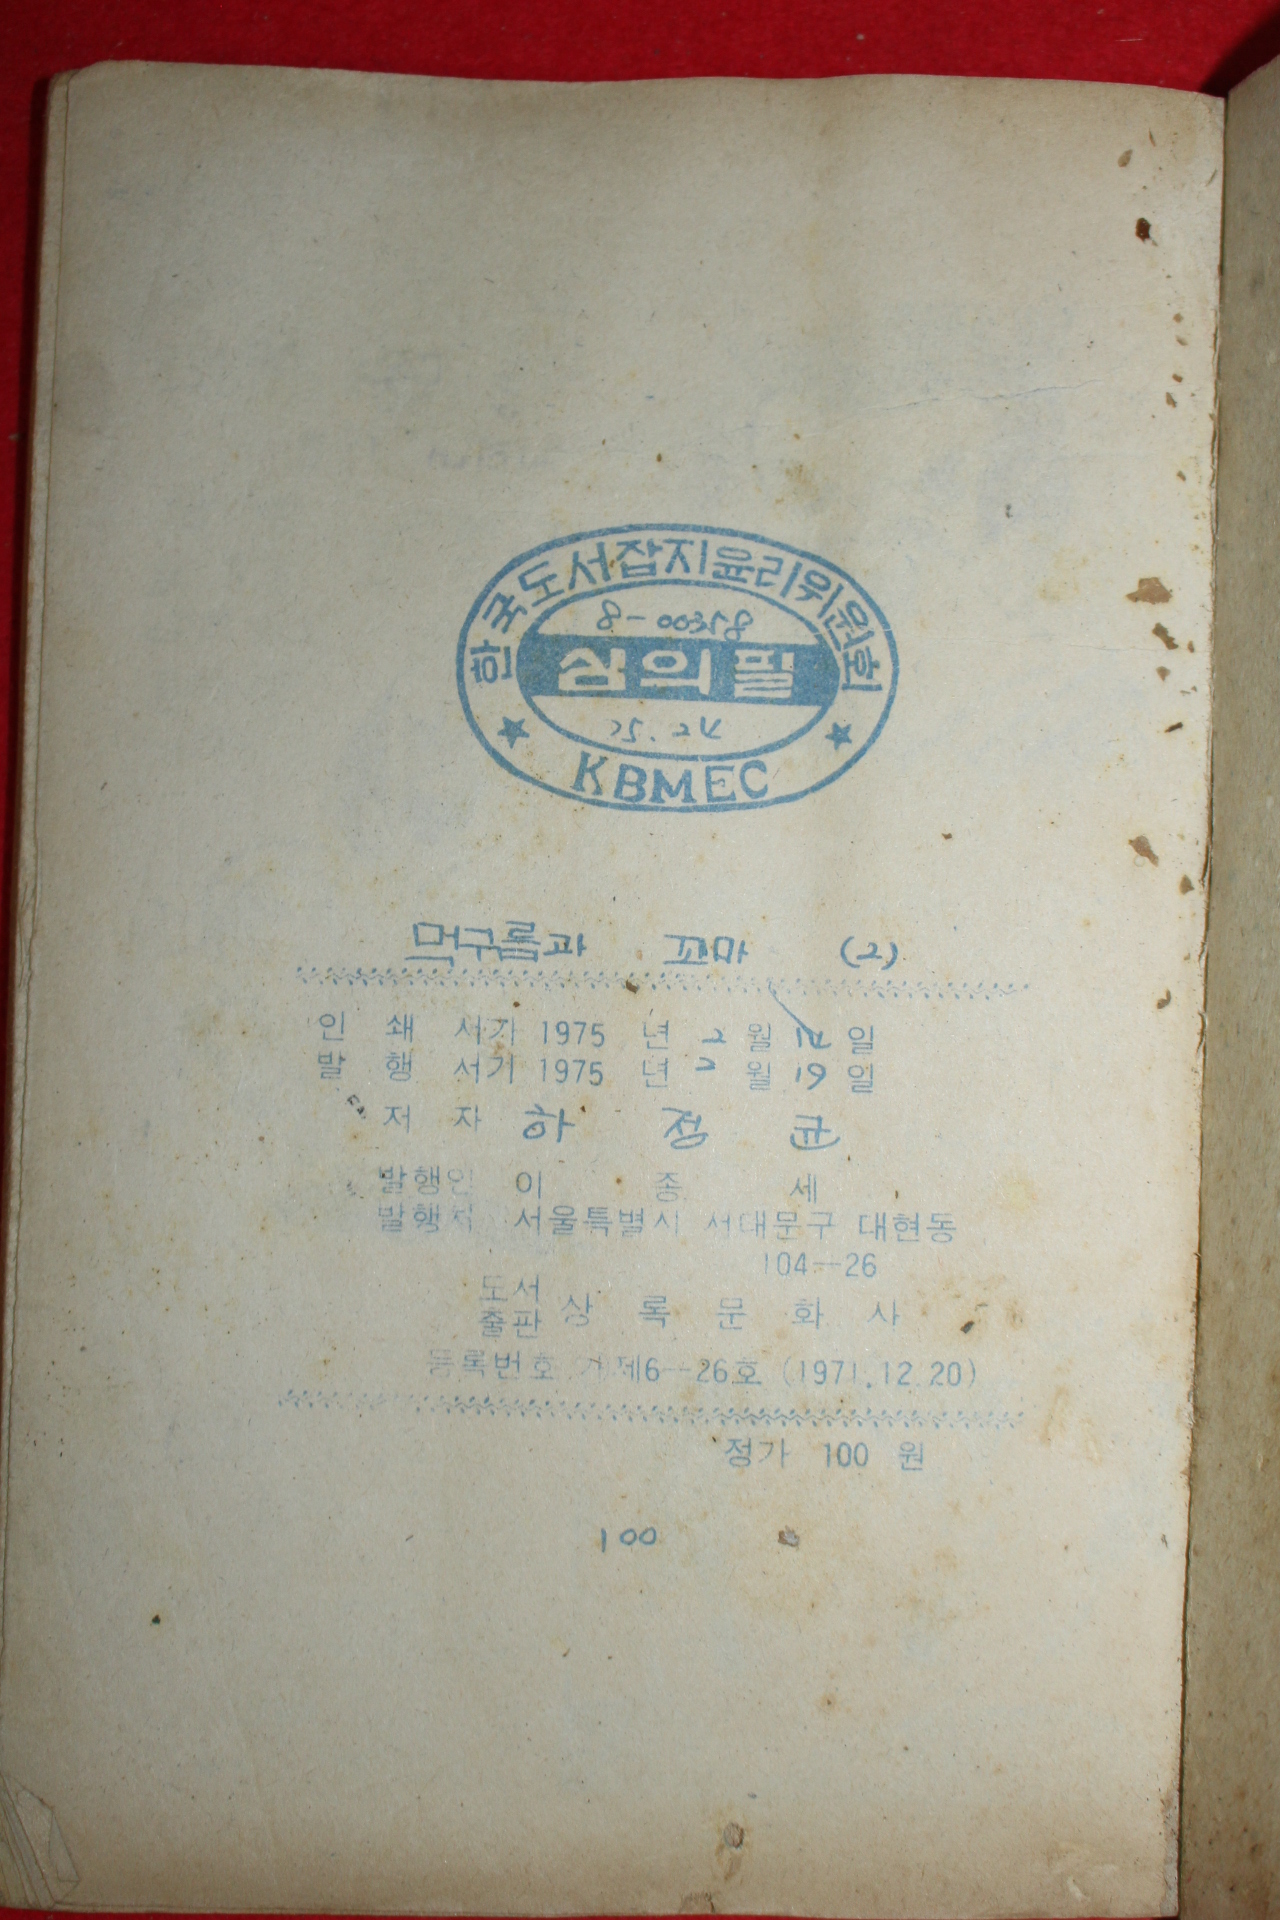 한국도서잡지윤리위원회
8-00358
심의필
75.24
KBMEC
먹구름과 꼬마 (2)
인 쇄 서기 1975 년 2 월 14 일
발 행 서기 1975 년 2 월 19 일
저 자 하 정 균
발행인 이 종 세
발행처 서울특별시 서대문구 대현동
104-26
도서
출판 상 록 문 화 사
등록번호 제6-26호 (1971.12.20)
정가 100 원
100